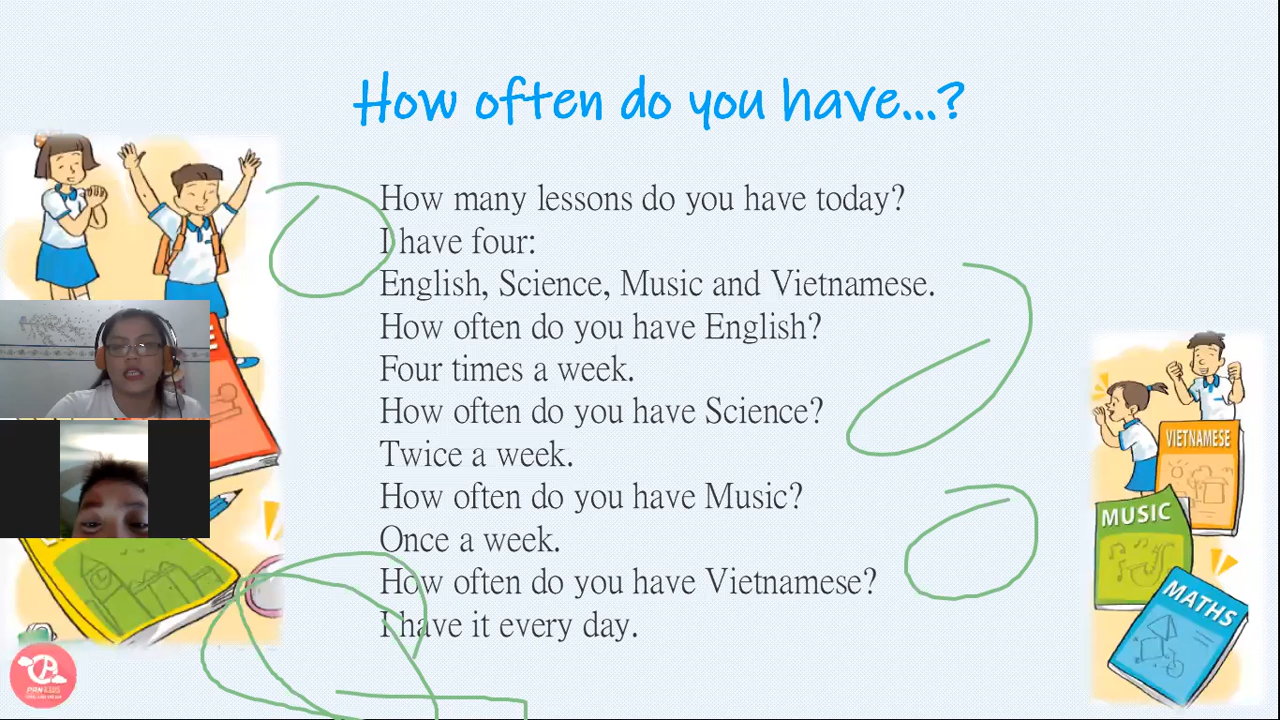 How often do you have...?
How many lessons do you have today?
I have four:
English, Science, Music and Vietnamese.
How often do you have English?
Four times a week.
How often do you have Science?
Twice a week.
How often do you have Music?
Once a week.
How often do you have Vietnamese?
I have it every day.
VIETNAMESE
MUSIC
MATHS